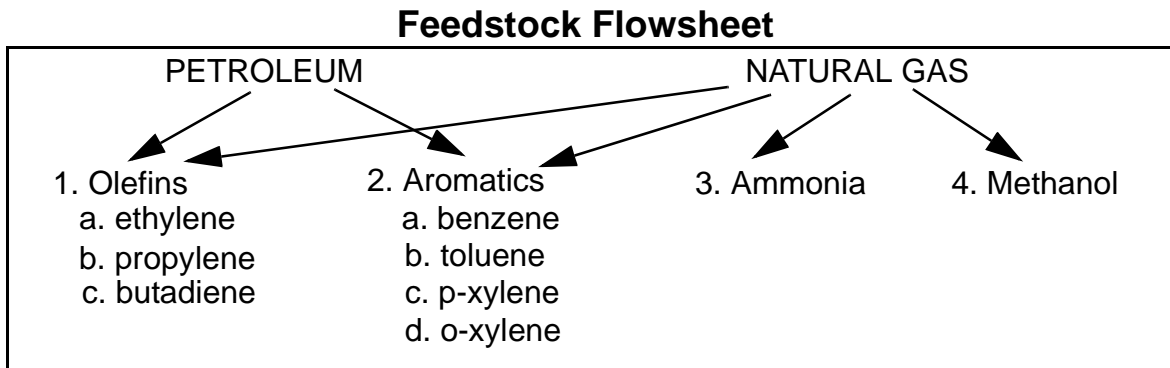 Feedstock Flowsheet
PETROLEUM
NATURAL GAS
1. Olefins
a. ethylene
b. propylene
c. butadiene
2. Aromatics
a. benzene
b. toluene
c. p-xylene
d. o-xylene
3. Ammonia
4. Methanol